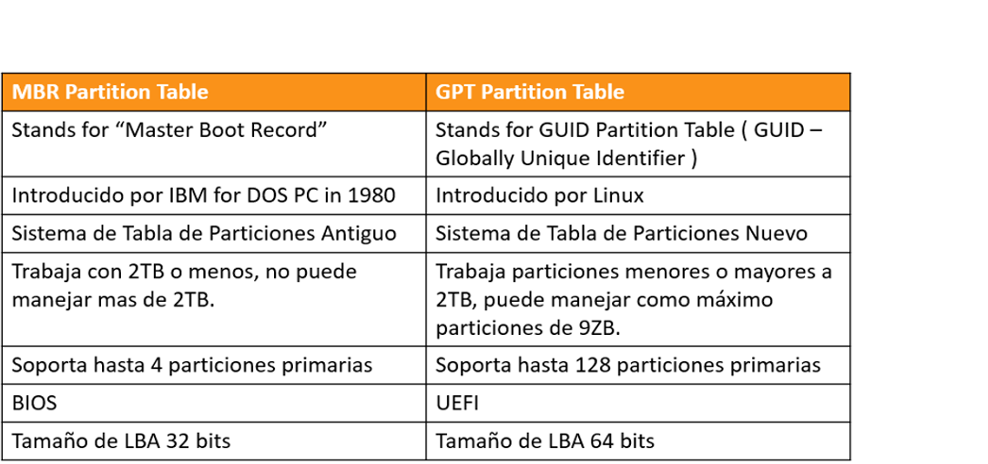 MBR Partition Table
GPT Partition Table
Stands for “Master Boot Record”
Stands for GUID Partition Table ( GUID –
Globally Unique Identifier )
Introducido por IBM for DOS PC in 1980
Introducido por Linux
Sistema de Tabla de Particiones Antiguo
Sistema de Tabla de Particiones Nuevo
Trabaja con 2TB o menos, no puede
manejar mas de 2TB.
Trabaja particiones menores o mayores a
2TB, puede manejar como máximo
particiones de 9ZB.
Soporta hasta 4 particiones primarias
Soporta hasta 128 particiones primarias
BIOS
UEFI
Tamaño de LBA 32 bits
Tamaño de LBA 64 bits